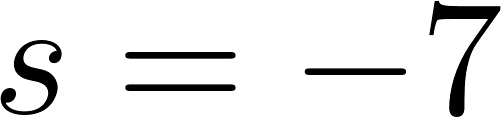 s = −7